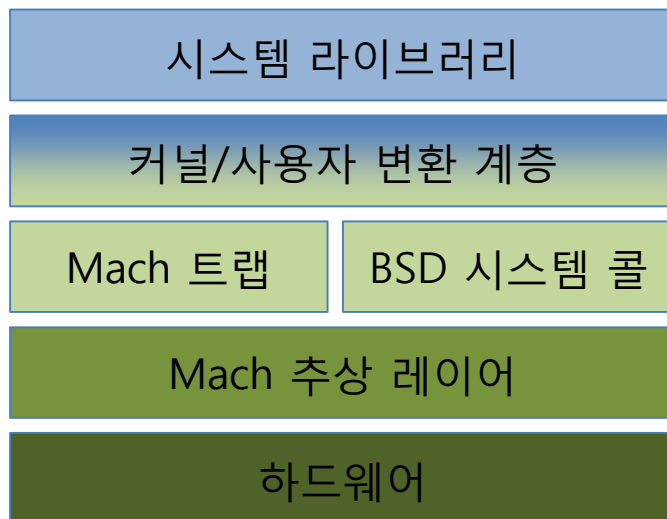 시스템 라이브러리
커널/사용자 변환 계층
Mach 트랩
BSD 시스템 콜
Mach 추상 레이어
하드웨어